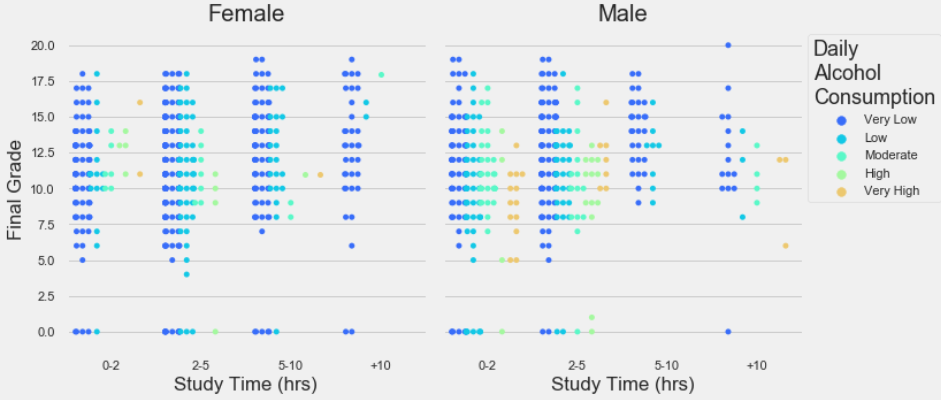 Female
Male
Final Grade
20.0
17.5
15.0
12.5
10.0
7.5
5.0
2.5
0.0
0-2
2-5
5-10
+10
Study Time (hrs)
0-2
2-5
5-10
+10
Study Time (hrs)
Daily
Alcohol
Consumption
Very Low
Low
Moderate
High
Very High